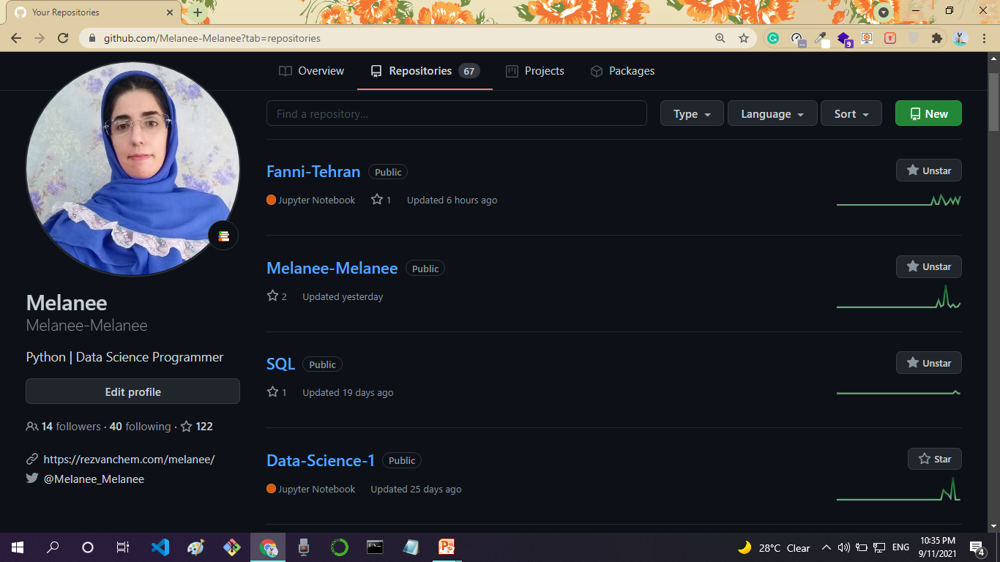 Your Repositories
github.com/Melanee-Melanee?tab=repositories
9
Overview
Repositories 67
Projects
Packages
Find a repository...
Type
Language
Sort
New
Fanni-Tehran Public
Unstar
Jupyter Notebook 1 Updated 6 hours ago
Melanee-Melanee Public
Unstar
2 Updated yesterday
SQL Public
Unstar
1 Updated 19 days ago
Data-Science-1 Public
Star
Jupyter Notebook Updated 25 days ago
Melanee
Melanee-Melanee
Python | Data Science Programmer
Edit profile
14 followers · 40 following · 122
https://rezvanchem.com/melanee/
@Melanee_Melanee
28°C Clear
ENG
10:35 PM
9/11/2021
4